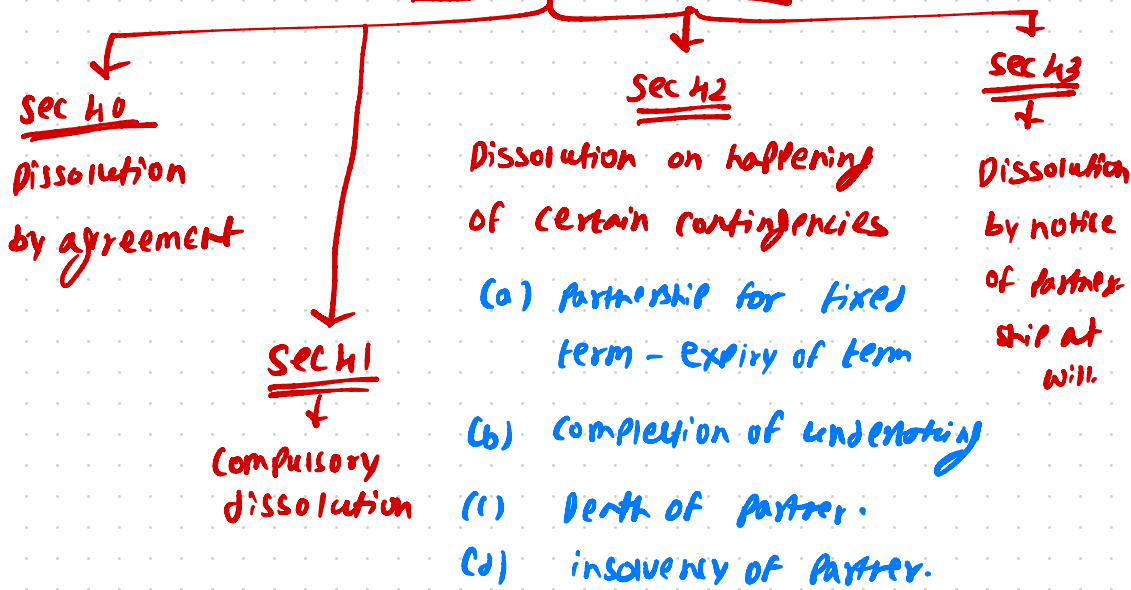 Sec 40
Dissolution
by agreement
Sec 41
Compulsory
dissolution
Sec 42
Dissolution on happening
of certain contingencies
(a) Partnership for fixed
term - expiry of term
(b) Completion of undertaking
(c) Death of partner.
(d) insolvency of Partner.
Sec 43
Dissolution
by notice
of partner-
ship at
will.